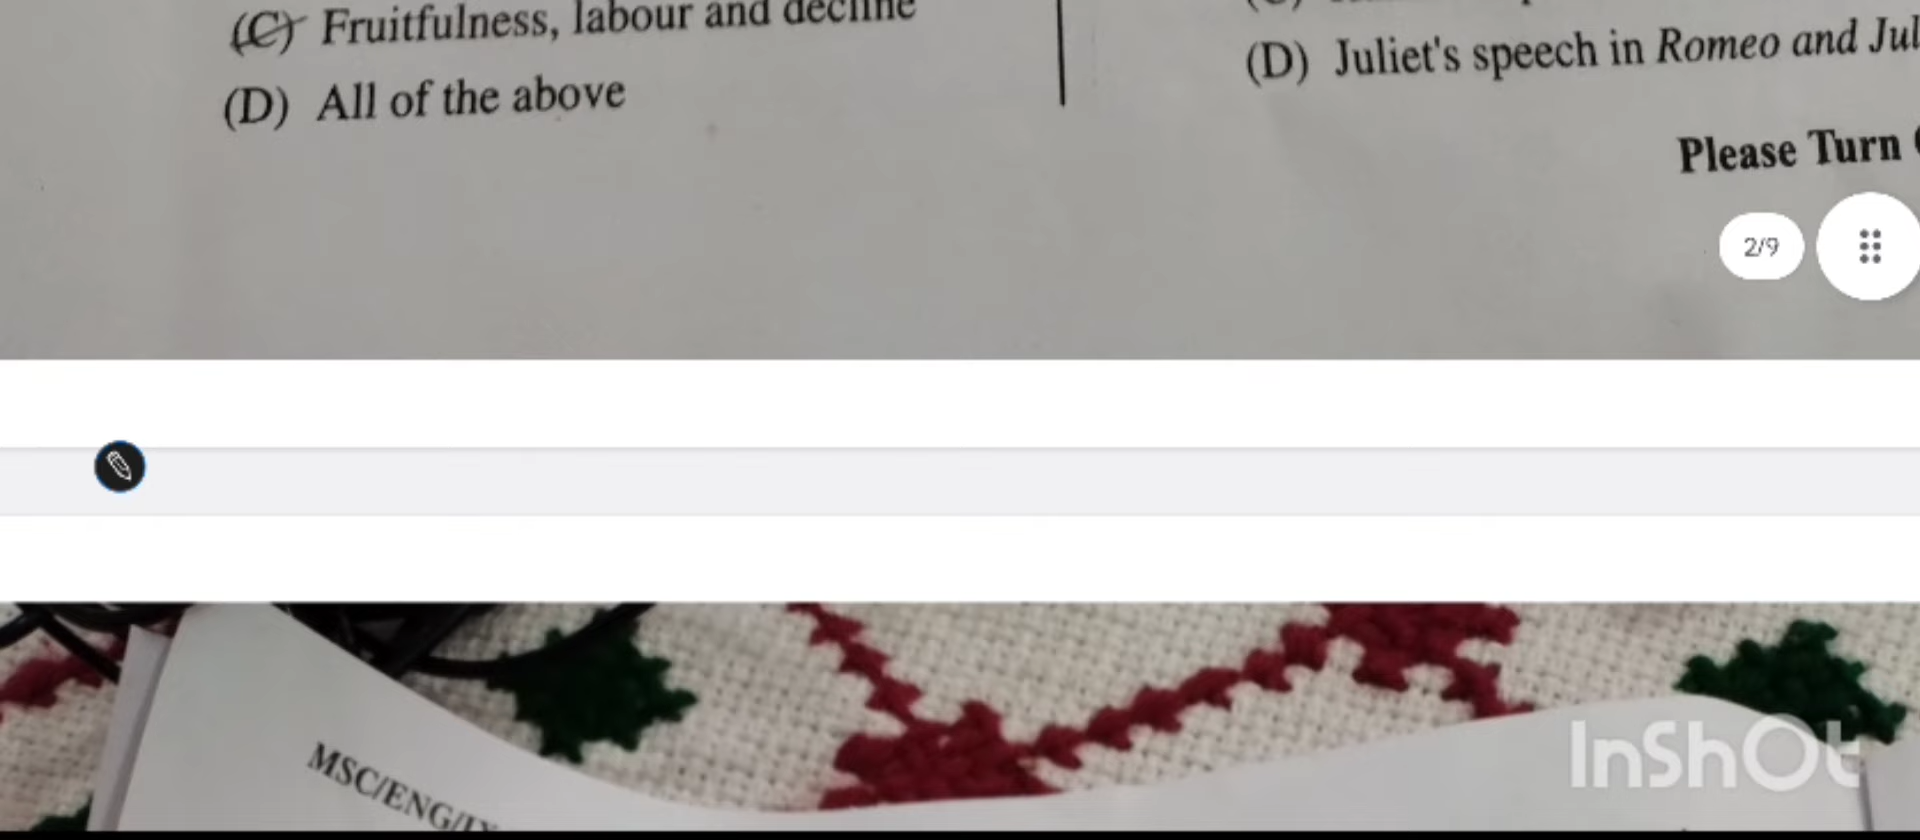 (C) Fruitfulness, labour and decline
(D) All of the above
(D) Juliet's speech in Romeo and Jul
Please Turn
2/9
MSC/ENG/
InShOt